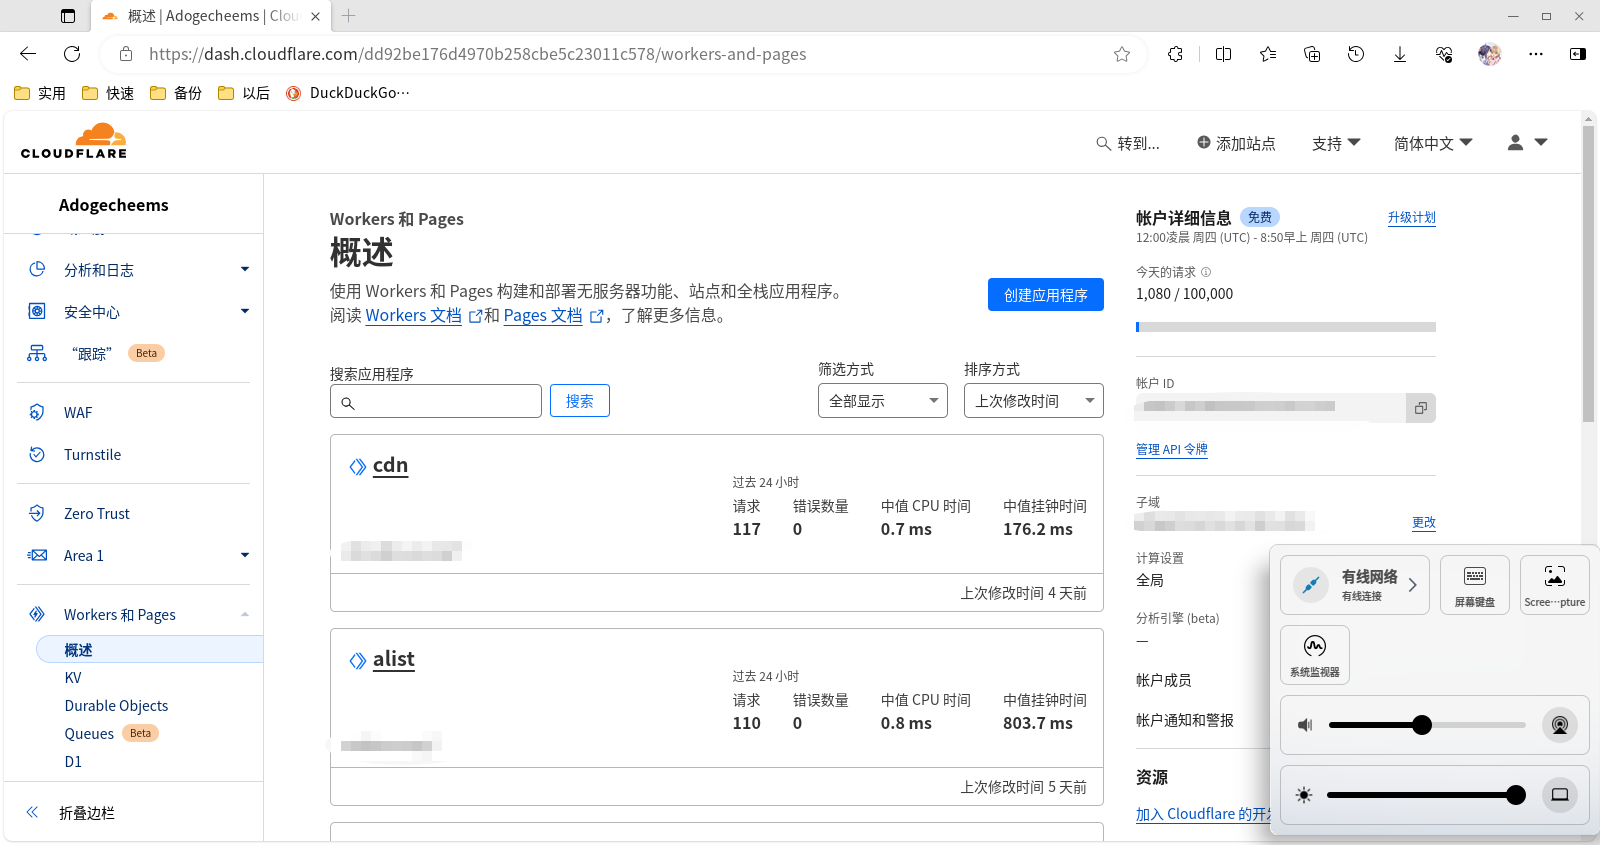 概述 | Adogecheems | Clou
https://dash.cloudflare.com/dd92be176d4970b258cbe5c23011c578/workers-and-pages
实用
快速
备份
以后
DuckDuckGo…
CLOUDFLARE
转到...
添加站点
支持
简体中文
Adogecheems
分析和日志
安全中心
“跟踪” Beta
WAF
Turnstile
Zero Trust
Area 1
Workers 和 Pages
概述
KV
Durable Objects
Queues Beta
D1
折叠边栏
Workers 和 Pages
概述
使用 Workers 和 Pages 构建和部署无服务器功能、站点和全栈应用程序。
阅读 Workers 文档 和 Pages 文档 ，了解更多信息。
创建应用程序
搜索应用程序
搜索
筛选方式
全部显示
排序方式
上次修改时间
cdn
过去 24 小时
请求 错误数量 中值 CPU 时间 中值挂钟时间
117 0 0.7 ms 176.2 ms
上次修改时间 4 天前
alist
过去 24 小时
请求 错误数量 中值 CPU 时间 中值挂钟时间
110 0 0.8 ms 803.7 ms
上次修改时间 5 天前
帐户详细信息 免费 升级计划
12:00凌晨 周四 (UTC) - 8:50早上 周四 (UTC)
今天的请求
1,080 / 100,000
帐户 ID
管理 API 令牌
子域
更改
计算设置
全局
分析引擎 (beta)
—
帐户成员
帐户通知和警报
资源
加入 Cloudflare 的开
有线网络
有线连接
屏幕键盘
Scree…pture
系统监视器